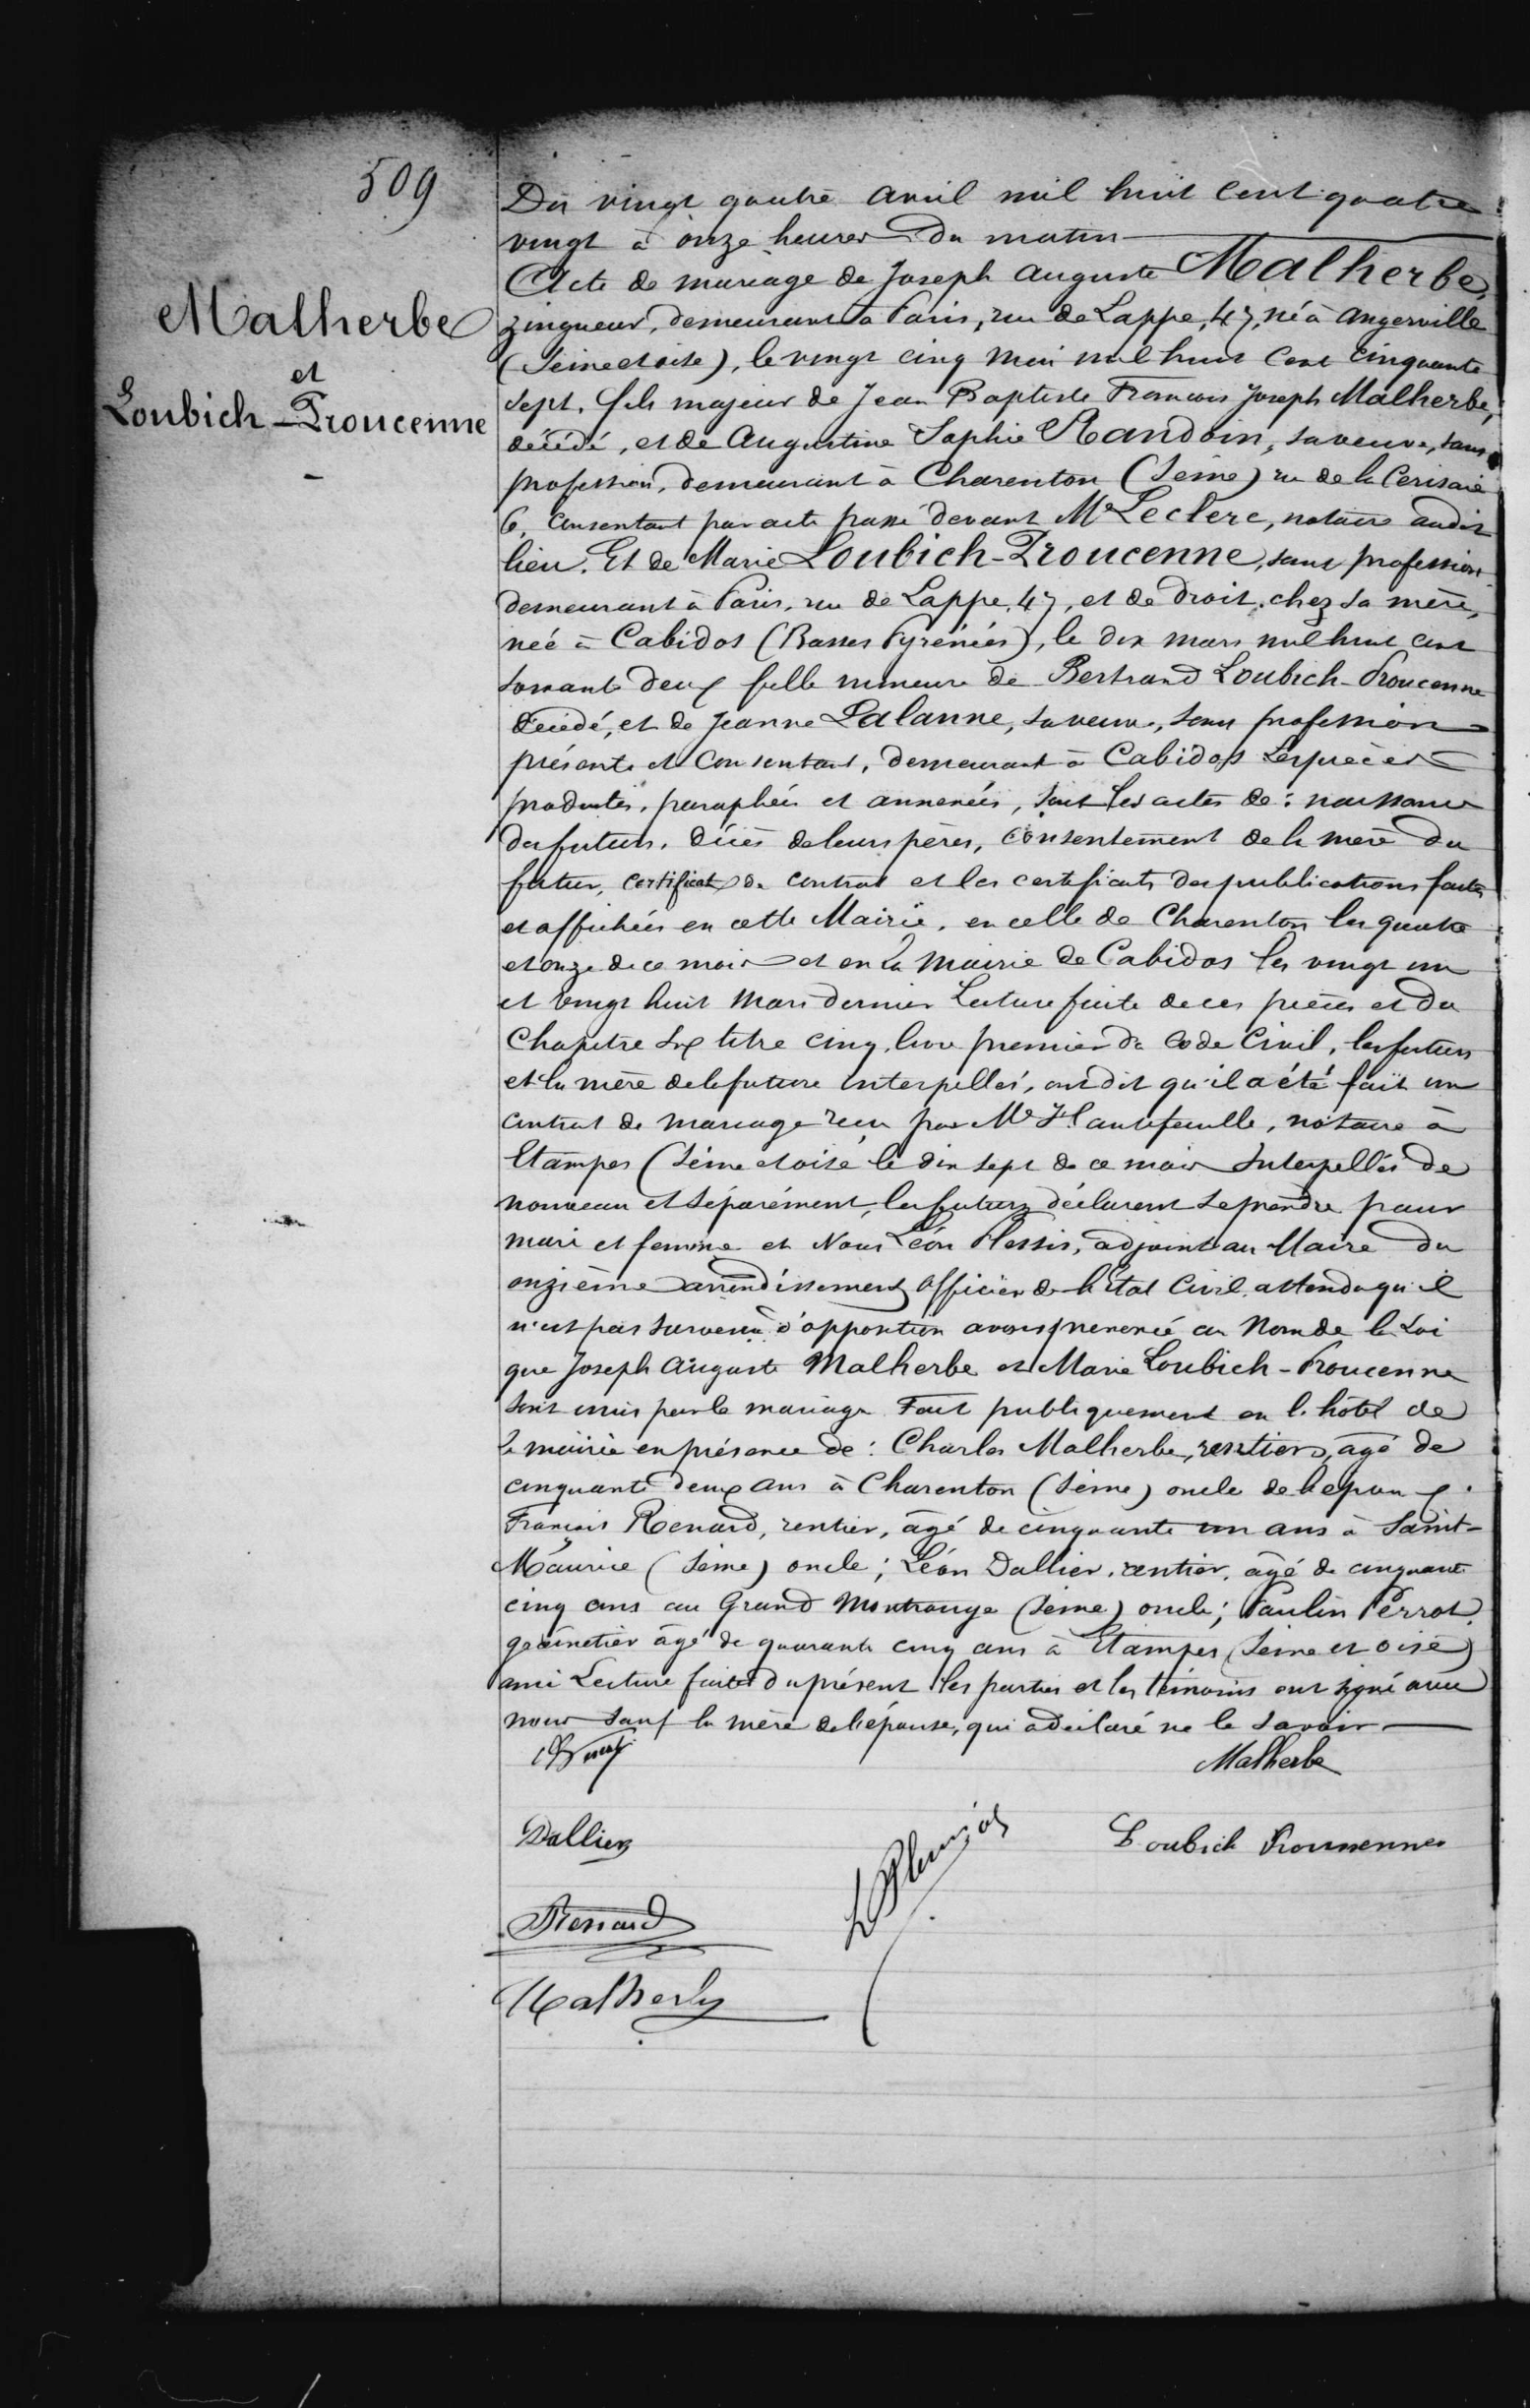 509
Malherbe
et
Loubich-Proucenne
Du vingt quatre avril mil huit cent quatre
vingt à onze heures du matin
Acte de mariage de Joseph Auguste Malherbe,
zingueur, demeurant à Paris, rue de Lappe, 47, né à Angerville
(Seine et oise), le vingt cinq mai mil huit cent cinquante
sept, fils majeur de Jean Baptiste François Joseph Malherbe,
décédé, et de Augustine Sophie Randoin, sa veuve, sans
profession, demeurant à Charenton (Seine) rue de la Cerisaie
6, consentant par acte passé devant Me Leclerc, notaire audit
lieu. Et de Marie Loubich-Proucenne, sans profession
demeurant à Paris, rue de Lappe, 47, et de droit chez sa mère,
née à Cabidos (Basses Pyrénées), le dix mars mil huit cent
soixante deux fille mineure de Bertrand Loubich-Proucenne
décédé, et de Jeanne Lalanne, sa veuve, sans profession
présente et consentant, demeurant à Cabidos Les pièces
produites, paraphées et annexées, sont les actes de : naissance
des futurs, décès de leurs pères, consentement de la mère du
futur, certificat de contrat et les certificats des publications faites
et affichées en cette Mairie, en celle de Charenton les quatre
et onze de ce mois et en la Mairie de Cabidos les vingt un
et vingt huit Mars dernier Lecture faite de ces pièces et du
Chapitre six titre cinq, livre premier du Code Civil, les futurs
et la mère de la future interpellés, ont dit qu'il a été fait un
contrat de mariage reçu par Me Hautefeuille, notaire à
Etampes (Seine et oise le dix sept de ce mois Interpellés de
nouveau et séparément, les futurs déclarent se prendre pour
mari et femme et Nous Léon Plessis, adjoint au Maire du
onzième arrondissement officier de l'état Civil, attendu qu'il
n'est pas survenu d'opposition avons prononcé au Nom de la Loi
que Joseph Auguste Malherbe et Marie Loubich-Proucenne
sont unis par le mariage Fait publiquement en l'hôtel de
la mairie en présence de : Charles Malherbe, rentier, âgé de
cinquante deux ans à Charenton (Seine) oncle de l'époux.
François Renard, rentier, âgé de cinquante un ans à Saint-
Maurice (Seine) oncle ; Léon Dallier, rentier, âgé de cinquante
cinq ans au Grand Montrouge (Seine) oncle ; Paulin Perrot,
grainetier âgé de quarante cinq ans à Etampes (Seine et oise)
ami Lecture faite du présent les parties et les témoins ont signé avec
nous sauf la mère de l'épouse, qui a déclaré ne le savoir
Malherbe
Dallier
Loubich Proucenne
Renard
Malherbe